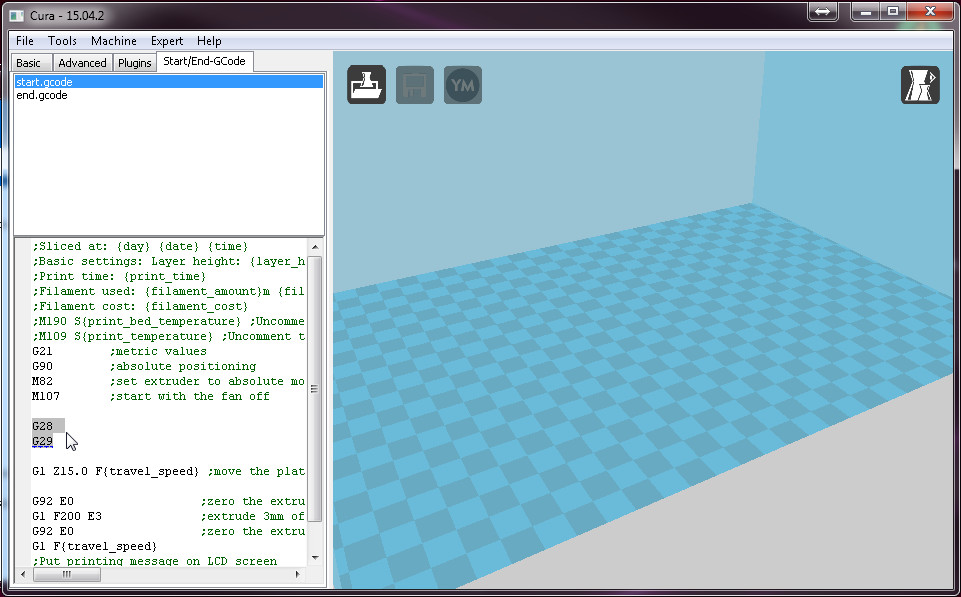 Cura - 15.04.2
File Tools Machine Expert Help
Basic Advanced Plugins Start/End-GCode
start.gcode
end.gcode
YM
;Sliced at: {day} {date} {time}
;Basic settings: Layer height: {layer_h
;Print time: {print_time}
;Filament used: {filament_amount}m {fil
;Filament cost: {filament_cost}
;M190 S{print_bed_temperature} ;Uncomme
;M109 S{print_temperature} ;Uncomment t
G21 ;metric values
G90 ;absolute positioning
M82 ;set extruder to absolute mo
M107 ;start with the fan off
G28
G29
G1 Z15.0 F{travel_speed} ;move the plat
G92 E0 ;zero the extru
G1 F200 E3 ;extrude 3mm of
G92 E0 ;zero the extru
G1 F{travel_speed}
;Put printing message on LCD screen